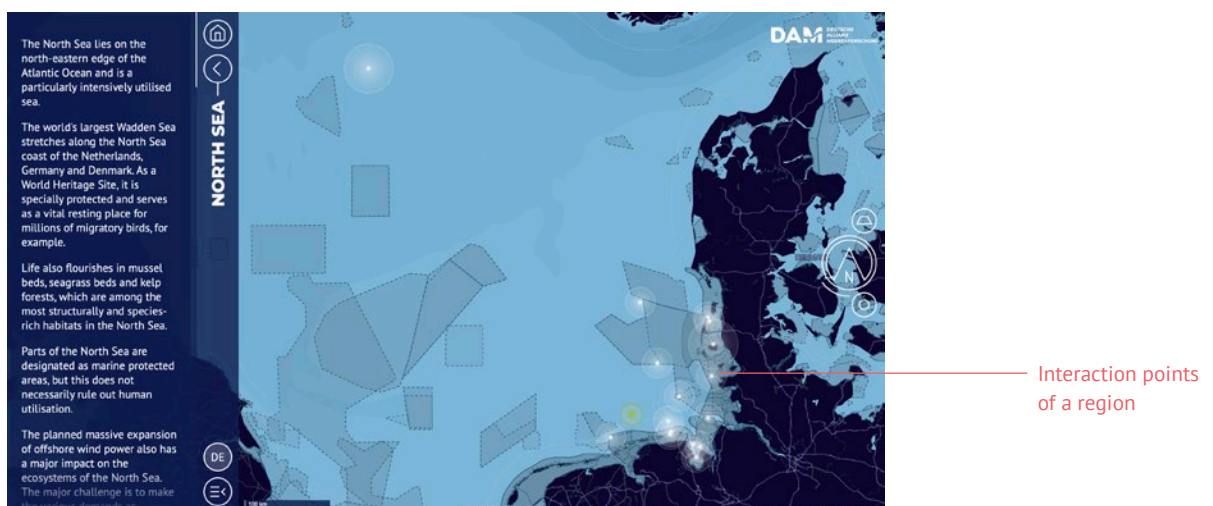 The North Sea lies on the
north-eastern edge of the
Atlantic Ocean and is a
particularly intensively utilised
sea.
The world's largest Wadden Sea
stretches along the North Sea
coast of the Netherlands,
Germany and Denmark. As a
World Heritage Site, it is
specially protected and serves
as a vital resting place for
millions of migratory birds, for
example.
Life also flourishes in mussel
beds, seagrass beds and kelp
forests, which are among the
most structurally and species-
rich habitats in the North Sea.
Parts of the North Sea are
designated as marine protected
areas, but this does not
necessarily rule out human
utilisation.
The planned massive expansion
of offshore wind power also has
a major impact on the
ecosystems of the North Sea.
The major challenge is to make
NORTH SEA
DE
100 km
DAM DEUTSCHE
ALLIANZ
MEERESFORSCHUNG
N
Interaction points
of a region